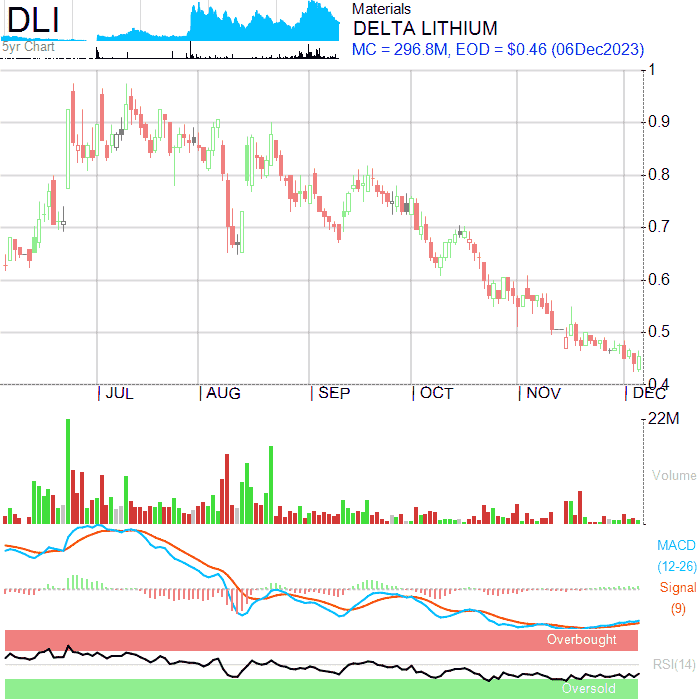 DLI
5yr Chart
Materials
DELTA LITHIUM
MC = 296.8M, EOD = $0.46 (06Dec2023)
1
0.9
0.8
0.7
0.6
0.5
0.4
JUL
AUG
SEP
OCT
NOV
DEC
22M
Volume
MACD
(12-26)
Signal
(9)
Overbought
RSI(14)
Oversold